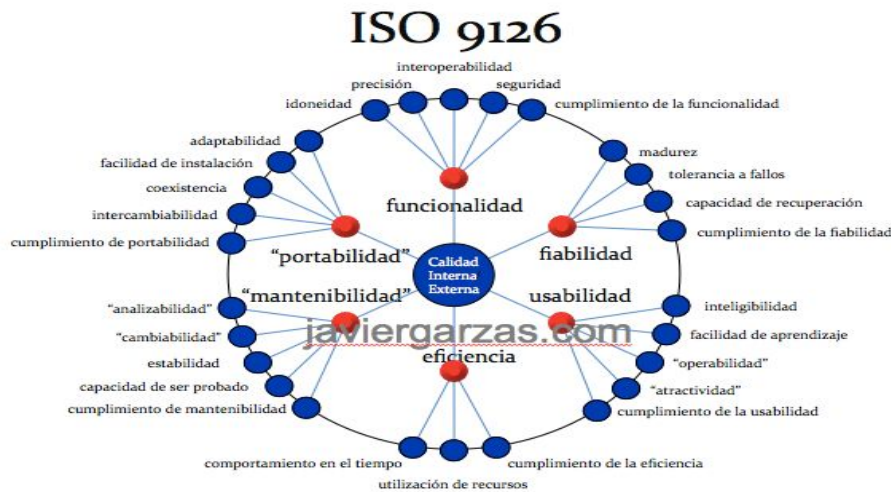 ISO 9126
interoperabilidad
precisión
seguridad
idoneidad
cumplimiento de la funcionalidad
adaptabilidad
madurez
facilidad de instalación
tolerancia a fallos
coexistencia
capacidad de recuperación
intercambiabilidad
funcionalidad
cumplimiento de portabilidad
cumplimiento de la fiabilidad
“portabilidad”
fiabilidad
Calidad
Interna
Externa
“mantenibilidad”
usabilidad
“analizabilidad”
inteligibilidad
javiergarzas.com
“cambiabilidad”
facilidad de aprendizaje
eficiencia
estabilidad
“operabilidad”
capacidad de ser probado
“atractividad”
cumplimiento de mantenibilidad
cumplimiento de la usabilidad
comportamiento en el tiempo
cumplimiento de la eficiencia
utilización de recursos